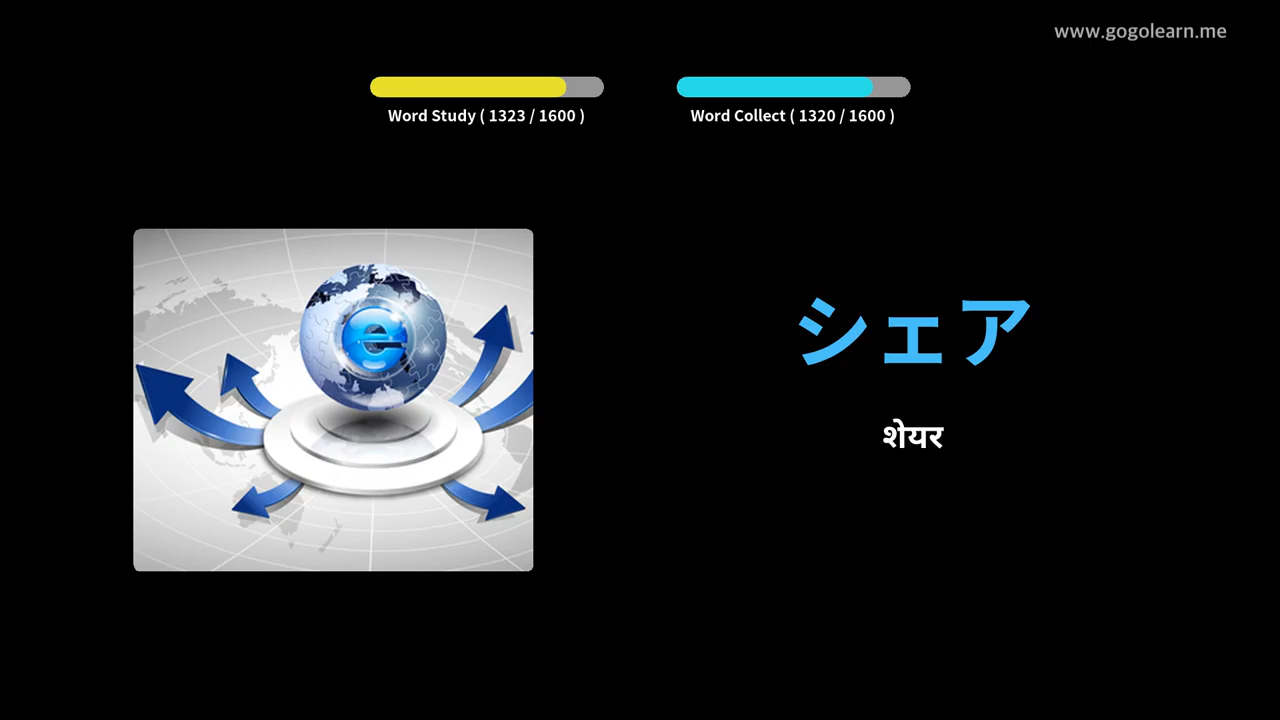 www.gogolearn.me
Word Study ( 1323 / 1600 )
Word Collect ( 1320 / 1600 )
e
シェア
शेयर